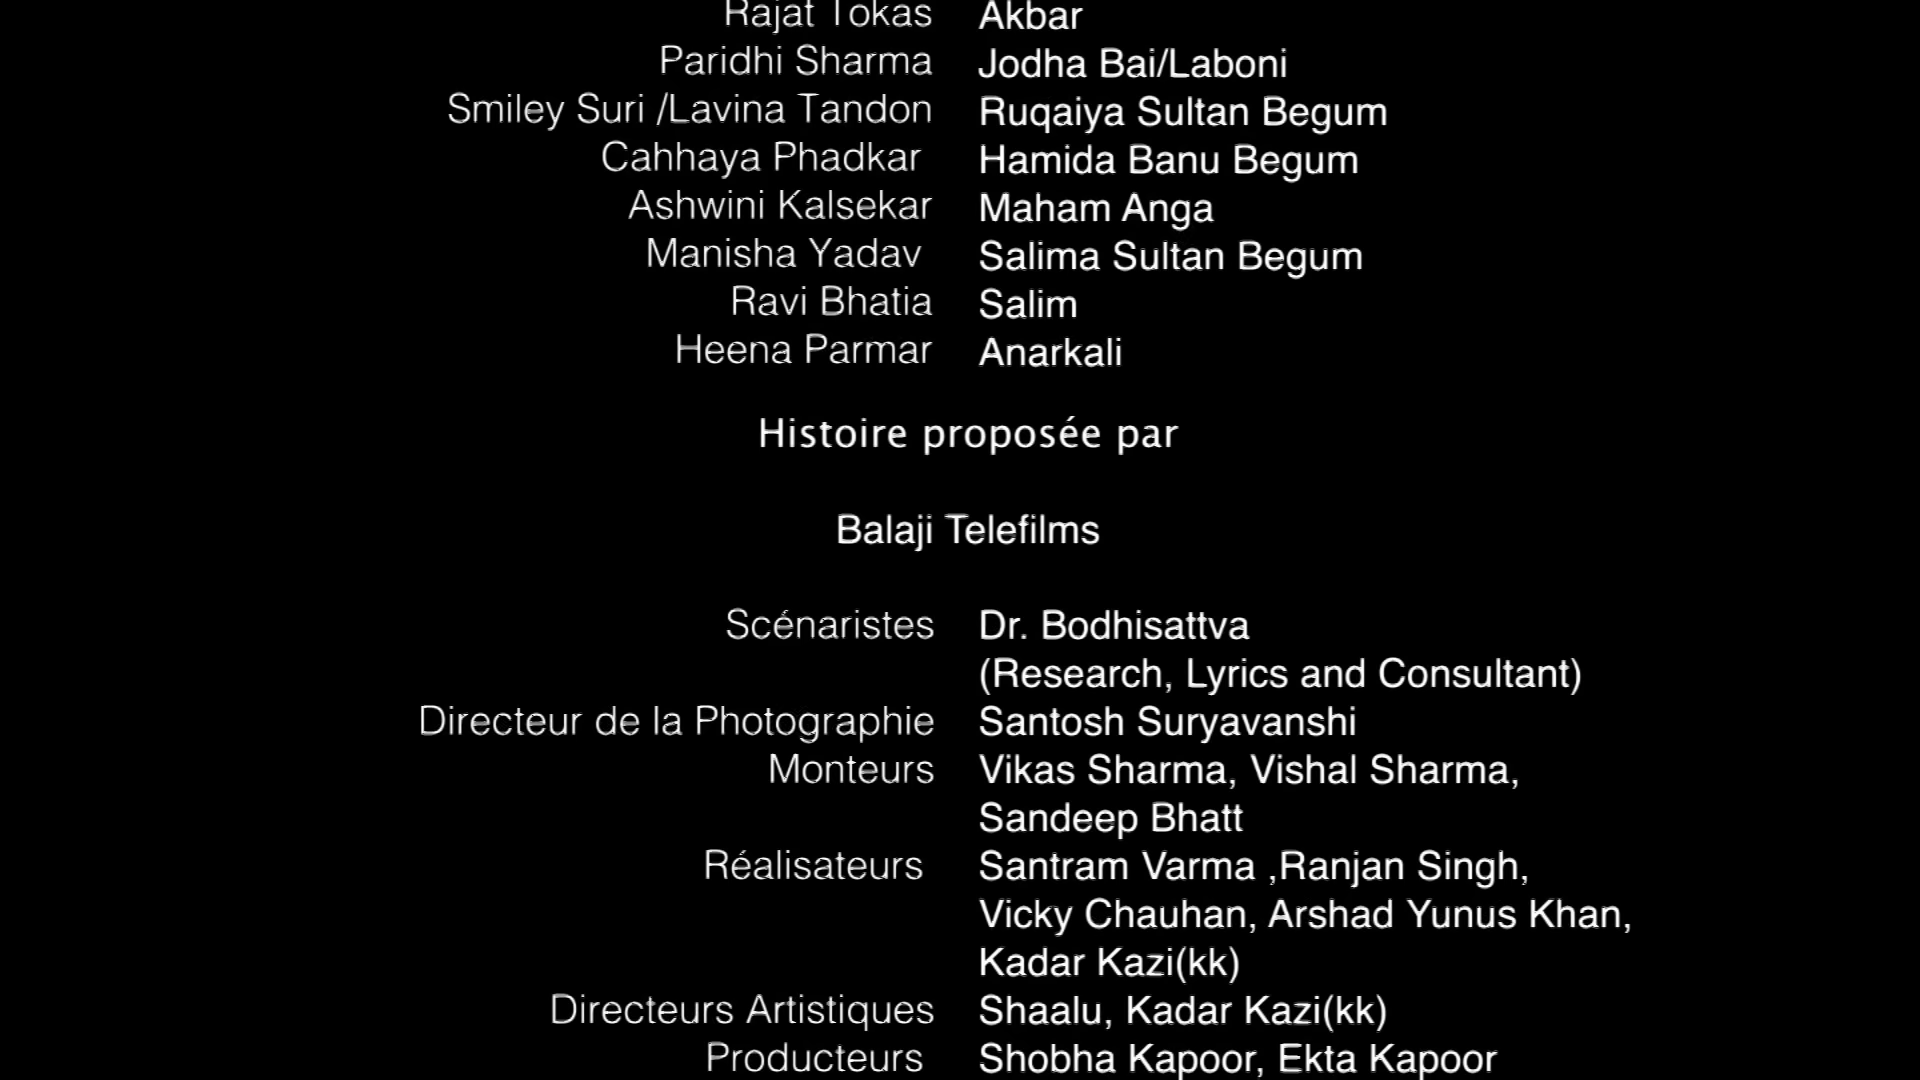 Rajat Tokas Akbar
Paridhi Sharma Jodha Bai/Laboni
Smiley Suri /Lavina Tandon Ruqaiya Sultan Begum
Cahhaya Phadkar Hamida Banu Begum
Ashwini Kalsekar Maham Anga
Manisha Yadav Salima Sultan Begum
Ravi Bhatia Salim
Heena Parmar Anarkali
Histoire proposée par
Balaji Telefilms
Scénaristes Dr. Bodhisattva
(Research, Lyrics and Consultant)
Directeur de la Photographie Santosh Suryavanshi
Monteurs Vikas Sharma, Vishal Sharma,
Sandeep Bhatt
Réalisateurs Santram Varma ,Ranjan Singh,
Vicky Chauhan, Arshad Yunus Khan,
Kadar Kazi(kk)
Directeurs Artistiques Shaalu, Kadar Kazi(kk)
Producteurs Shobha Kapoor, Ekta Kapoor